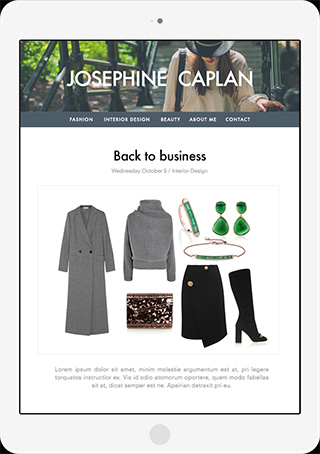 JOSEPHINE CAPLAN
FASHION INTERIOR DESIGN BEAUTY ABOUT ME CONTACT
Back to business
Wednesday October 5 / Interior Design
Lorem ipsum dolor sit amet, minim molestie argumentum est at, pri legere
torquatos instructior ex. Vis id odio atomorum oportere, quem modo fabellas
sit at, dicat semper est ne. Apeirian detraxit pri eu.